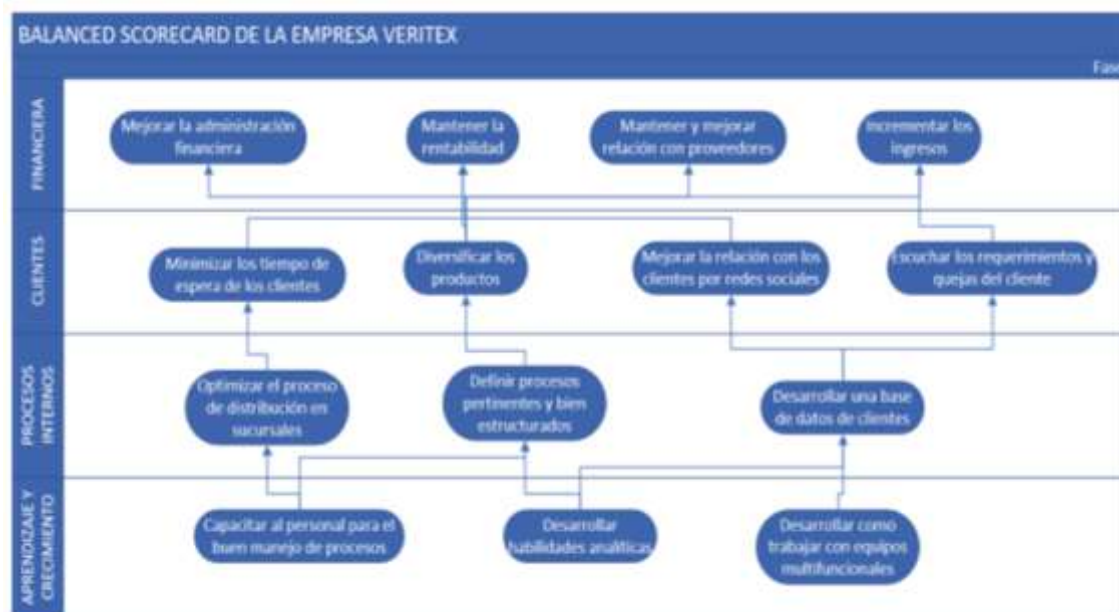 BALANCED SCORECARD DE LA EMPRESA VERITEX
Fase
FINANCIERA
Mejorar la administración
financiera
Mantener la
rentabilidad
Mantener y mejorar
relación con proveedores
Incrementar los
ingresos
CLIENTES
Minimizar los tiempo de
espera de los clientes
Diversificar los
productos
Mejorar la relación con los
clientes por redes sociales
Escuchar los requerimientos y
quejas del cliente
PROCESOS
INTERNOS
Optimizar el proceso
de distribución en
sucursales
Definir procesos
pertinentes y bien
estructurados
Desarrollar una base
de datos de clientes
APRENDIZAJE Y
CRECIMIENTO
Capacitar al personal para el
buen manejo de procesos
Desarrollar
habilidades analíticas
Desarrollar como
trabajar con equipos
multifuncionales